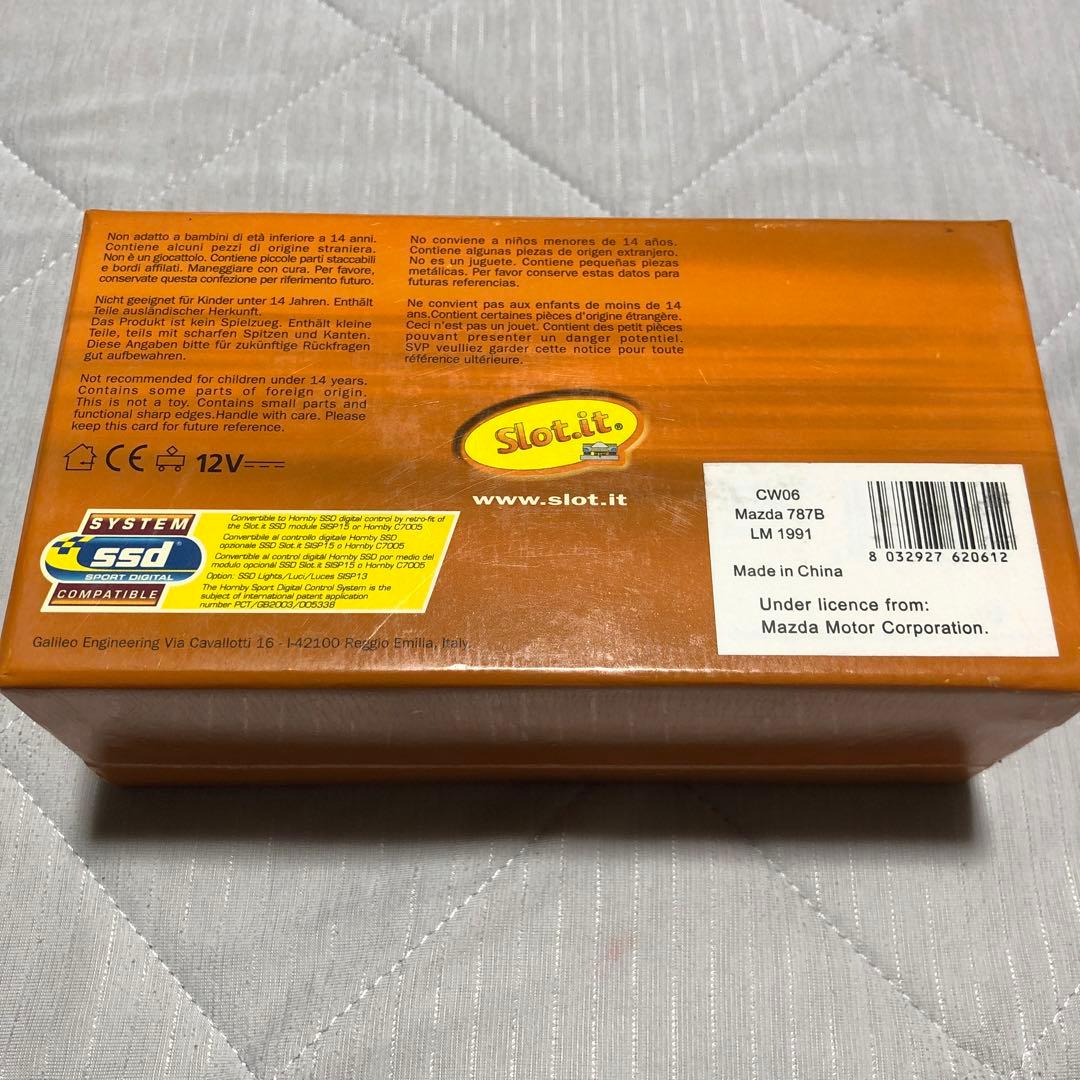 Non adatto a bambini di età inferiore a 14 anni.
Contiene alcuni pezzi di origine straniera.
Non è un giocattolo. Contiene piccole parti staccabili
e bordi affilati. Maneggiare con cura. Per favore,
conservate questa confezione per riferimento futuro.
Nicht geeignet für Kinder unter 14 Jahren. Enthält
Teile ausländischer Herkunft.
Das Produkt ist kein Spielzueg. Enthält kleine
Teile, teils mit scharfen Spitzen und Kanten.
Diese Angaben bitte für zukünftige Rückfragen
gut aufbewahren.
Not recommended for children under 14 years.
Contains some parts of foreign origin.
This is not a toy. Contains small parts and
functional sharp edges.Handle with care. Please
keep this card for future reference.
CE 12V
No conviene a niños menores de 14 años.
Contiene algunas piezas de origen extranjero.
No es un juguete. Contiene pequeñas piezas
metálicas. Per favor conserve estas datos para
futuras referencias.
Ne convient pas aux enfants de moins de 14
ans.Contient certaines pièces d'origine étrangère.
Ceci n'est pas un jouet. Contient des petit pièces
pouvant presenter un danger potentiel.
SVP veulliez garder cette notice pour toute
référence ultérieure.
Slot.it®
www.slot.it
SYSTEM
ssd®
SPORT DIGITAL
COMPATIBLE
Convertible to Hornby SSD digital control by retro-fit of
the Slot.it SSD module SISP15 or Hornby C7005
Convertibile al controllo digitale Hornby SSD
opzionale SSD Slot.it SISP15 o Hornby C7005
Convertible al control digitál Hornby SSD por medio del
modulo opcionál SSD Slot.it SISP15 o Hornby C7005
Option: SSD Lights/Luci/Luces SISP13
The Hornby Sport Digital Control System is the
subject of international patent application
number PCT/GB2003/005338
Galileo Engineering Via Cavallotti 16 - I-42100 Reggio Emilia, Italy.
CW06
Mazda 787B
LM 1991
8 032927 620612
Made in China
Under licence from:
Mazda Motor Corporation.